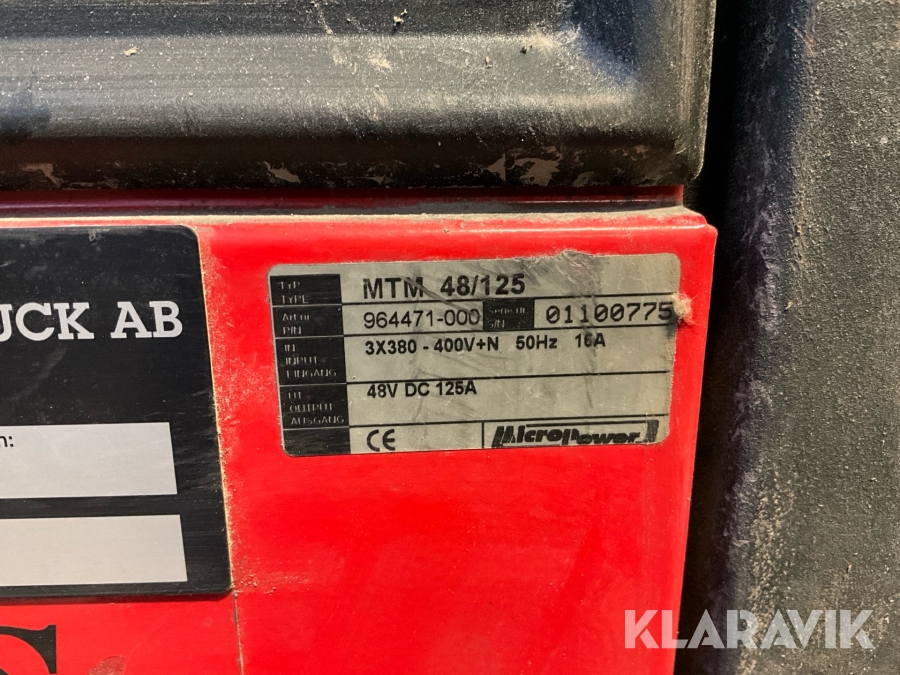 UCK AB
n:
TYP
TYPE
MTM 48/125
Art.nr.
P/N
964471-000
Serie nr.
S/N
01100775
IN
INPUT
EINGANG
3X380 - 400V+N 50Hz 16A
UT
OUTPUT
AUSGANG
48V DC 125A
CE
Micropower
KLARAVIK